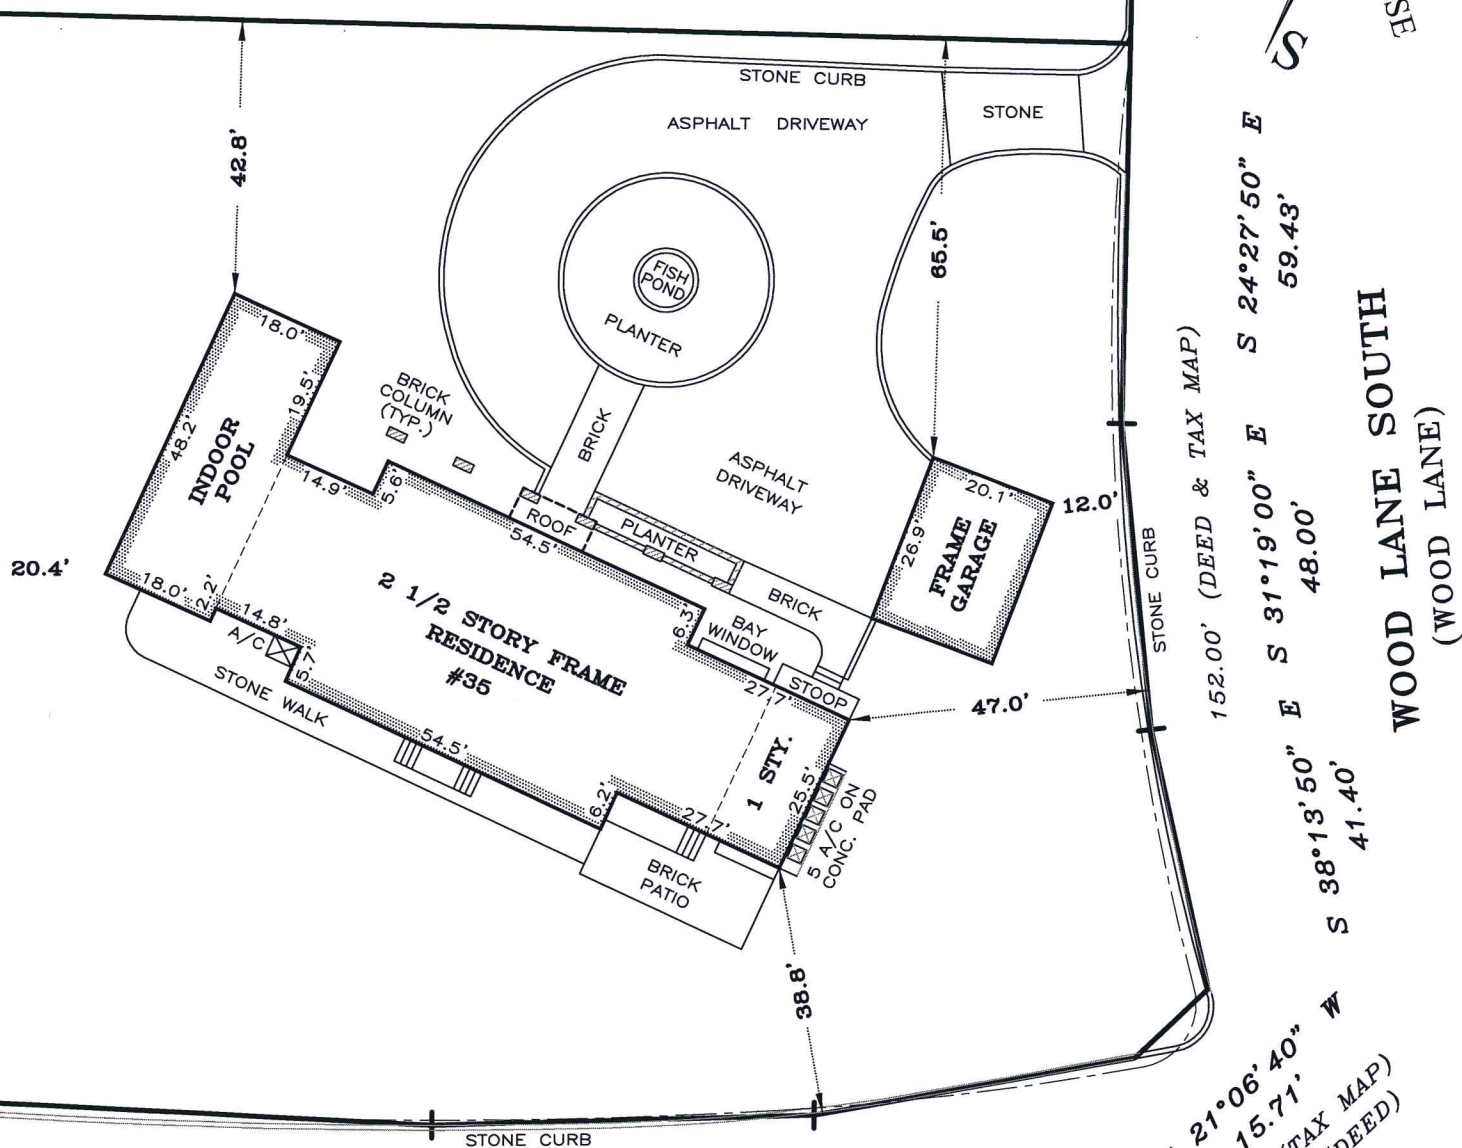 STONE CURB
ASPHALT DRIVEWAY
STONE
S
SE
42.8'
65.5'
FISH
POND
PLANTER
BRICK
BRICK
COLUMN
(TYP.)
ASPHALT
DRIVEWAY
18.0'
19.5'
48.2'
INDOOR
POOL
14.9'
5.6'
ROOF
54.5'
PLANTER
BRICK
20.1'
26.9'
FRAME
GARAGE
12.0'
20.4'
18.0'
2.2'
14.8'
A/C
5.7'
2 1/2 STORY FRAME
RESIDENCE
#35
6.3'
BAY
WINDOW
27.7'
STOOP
47.0'
STONE WALK
54.5'
6.2'
27.7'
1 STY.
25.5'
5 A/C ON
CONC. PAD
BRICK
PATIO
38.8'
STONE CURB
STONE CURB
152.00' (DEED & TAX MAP)
S 24°27'50" E
59.43'
S 31°19'00" E
48.00'
S 38°13'50" E
41.40'
WOOD LANE SOUTH
(WOOD LANE)
21°06'40" W
15.71'
(TAX MAP)
DEED)